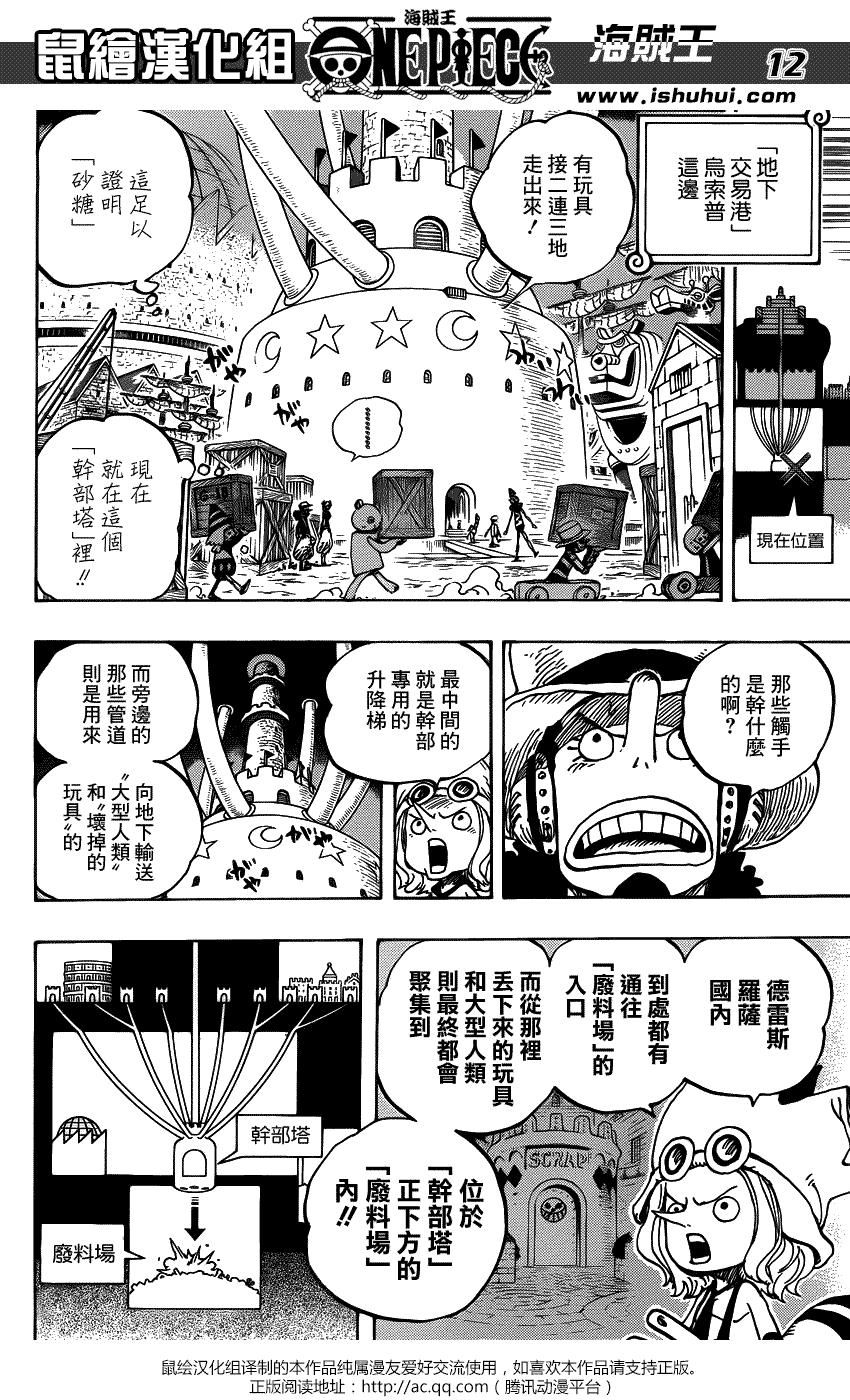 鼠繪漢化組
海賊王
ONE PIECE
海賊王
12
www.ishuhui.com
「地下
交易港」
烏索普
這邊
現在位置
有玩具
接二連三地
走出來！
這足以
證明
「砂糖」
現在
就在這個
「幹部塔」裡！！
G-18
那些觸手
是幹什麼
的啊？
最中間的
就是幹部
專用的
升降梯
而旁邊的
那些管道
則是用來
向地下輸送
〝大型人類〞
和〝壞掉的
玩具〞的
德雷斯
羅薩
國內
到處都有
通往
「廢料場」的
入口
而從那裡
丟下來的玩具
和大型人類
則最終都會
聚集到
SCRAP
位於
「幹部塔」
正下方的
「廢料場」
內！！
幹部塔
廢料場
鼠绘汉化组译制的本作品纯属漫友爱好交流使用，如喜欢本作品请支持正版。
正版阅读地址：http://ac.qq.com（腾讯动漫平台）